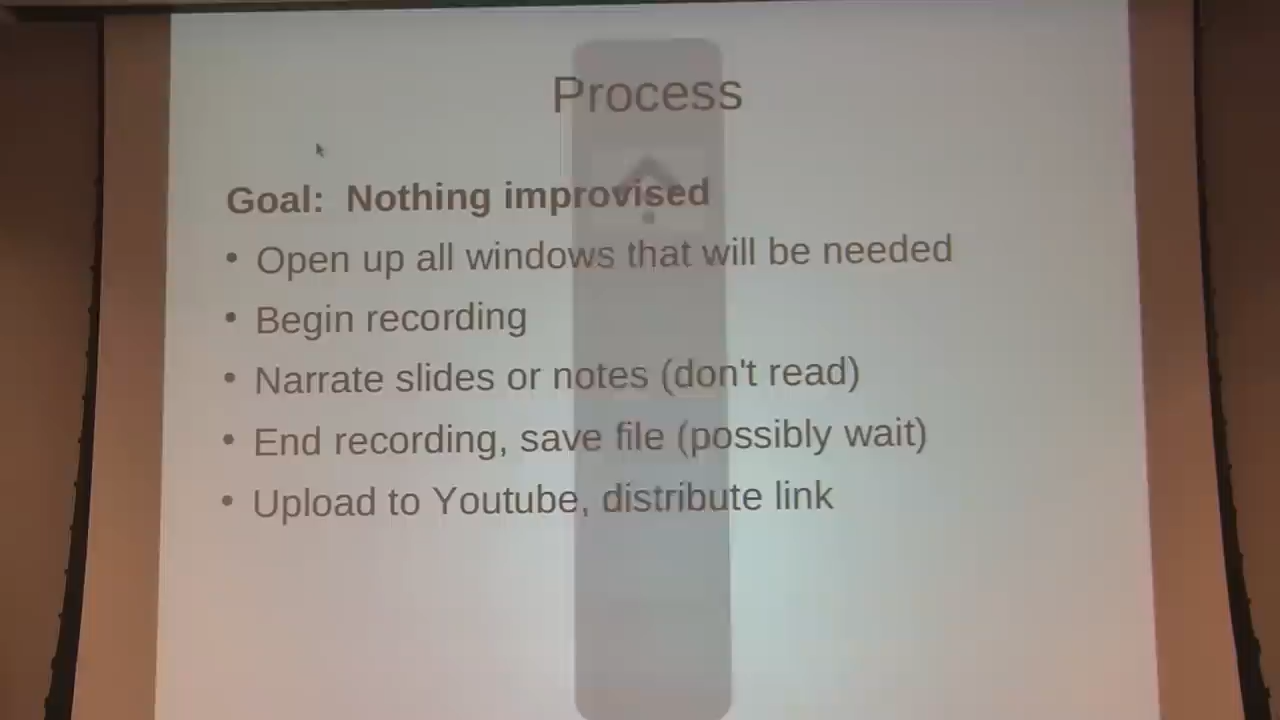 Process
Goal: Nothing improvised
• Open up all windows that will be needed
• Begin recording
• Narrate slides or notes (don't read)
• End recording, save file (possibly wait)
• Upload to Youtube, distribute link